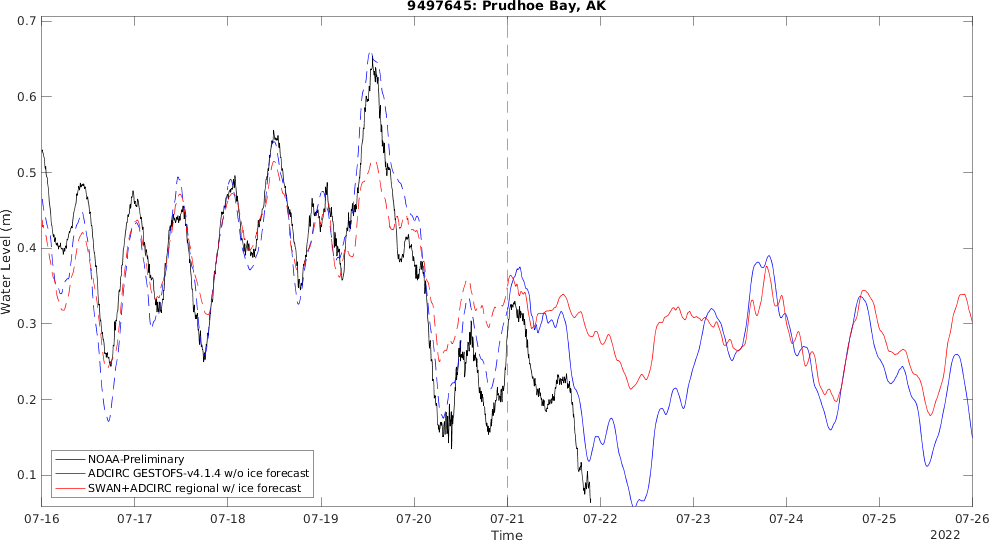 9497645: Prudhoe Bay, AK
0.7
0.6
0.5
0.4
0.3
0.2
0.1
Water Level (m)
NOAA-Preliminary
ADCIRC GESTOFS-v4.1.4 w/o ice forecast
SWAN+ADCIRC regional w/ ice forecast
07-16 07-17 07-18 07-19 07-20 07-21 07-22 07-23 07-24 07-25 07-26
Time
2022